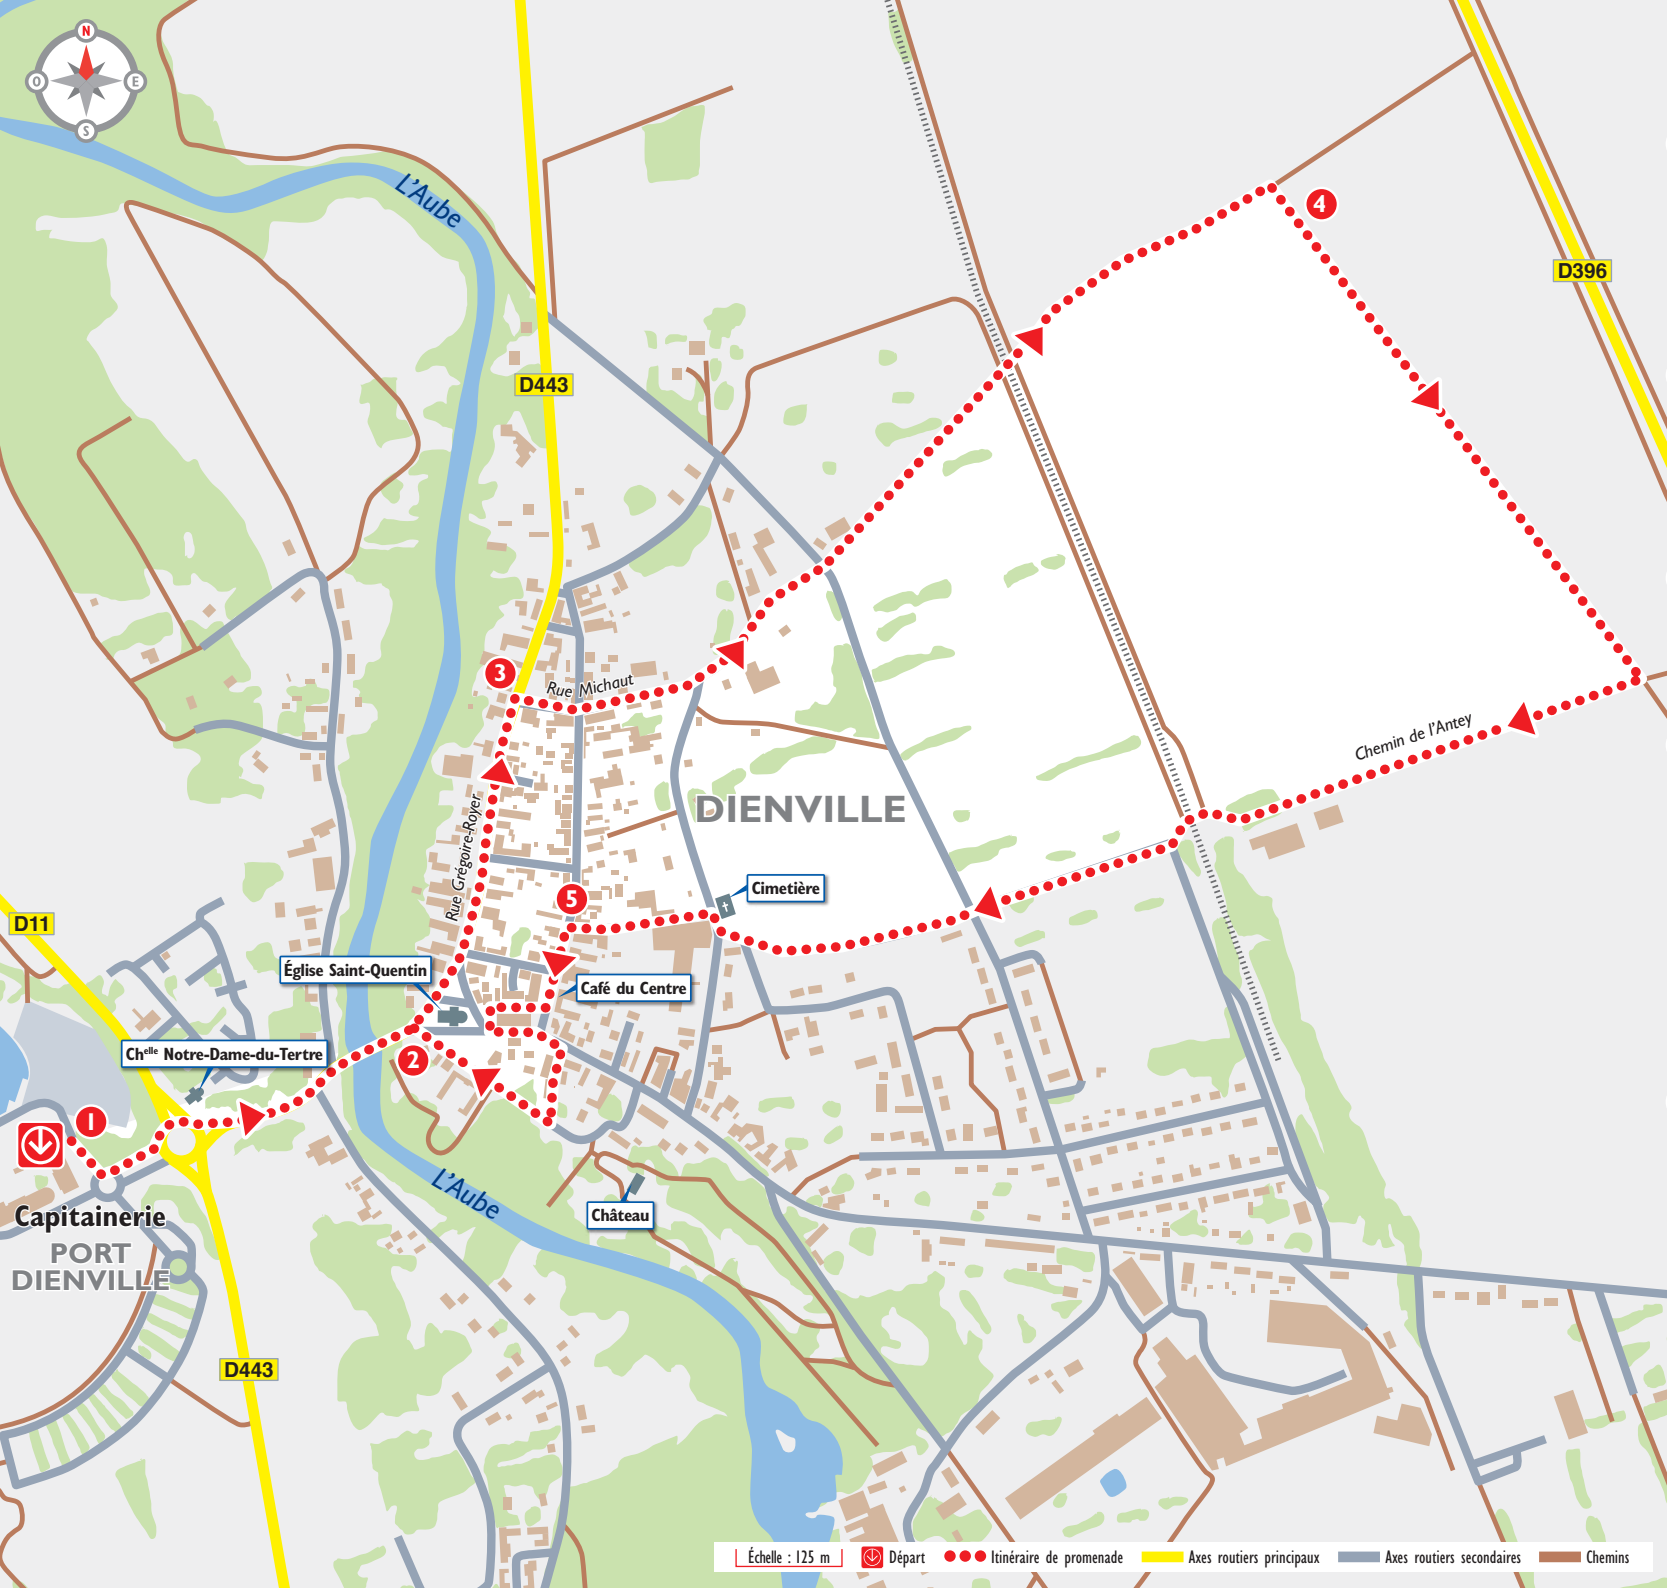 N
O
E
S
L'Aube
D443
D396
4
3
Rue Michaut
Chemin de l'Antey
Rue Grégoire-Royer
DIENVILLE
Cimetière
5
D11
Église Saint-Quentin
Café du Centre
Chelle Notre-Dame-du-Tertre
2
1
L'Aube
Château
Capitainerie
PORT
DIENVILLE
D443
Échelle : 125 m
Départ
Itinéraire de promenade
Axes routiers principaux
Axes routiers secondaires
Chemins